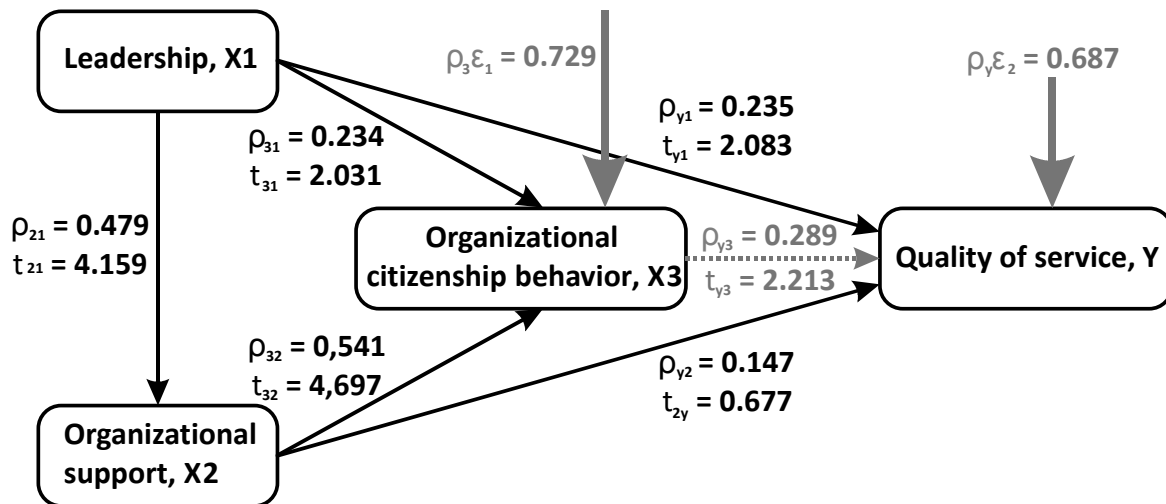 Leadership, X1
ρ₃ε₁ = 0.729
ρᵧε₂ = 0.687
ρᵧ₁ = 0.235
tᵧ₁ = 2.083
ρ₃₁ = 0.234
t₃₁ = 2.031
ρ₂₁ = 0.479
t₂₁ = 4.159
Organizational
citizenship behavior, X3
ρᵧ₃ = 0.289
tᵧ₃ = 2.213
Quality of service, Y
ρ₃₂ = 0,541
t₃₂ = 4,697
ρᵧ₂ = 0.147
t₂ᵧ = 0.677
Organizational
support, X2